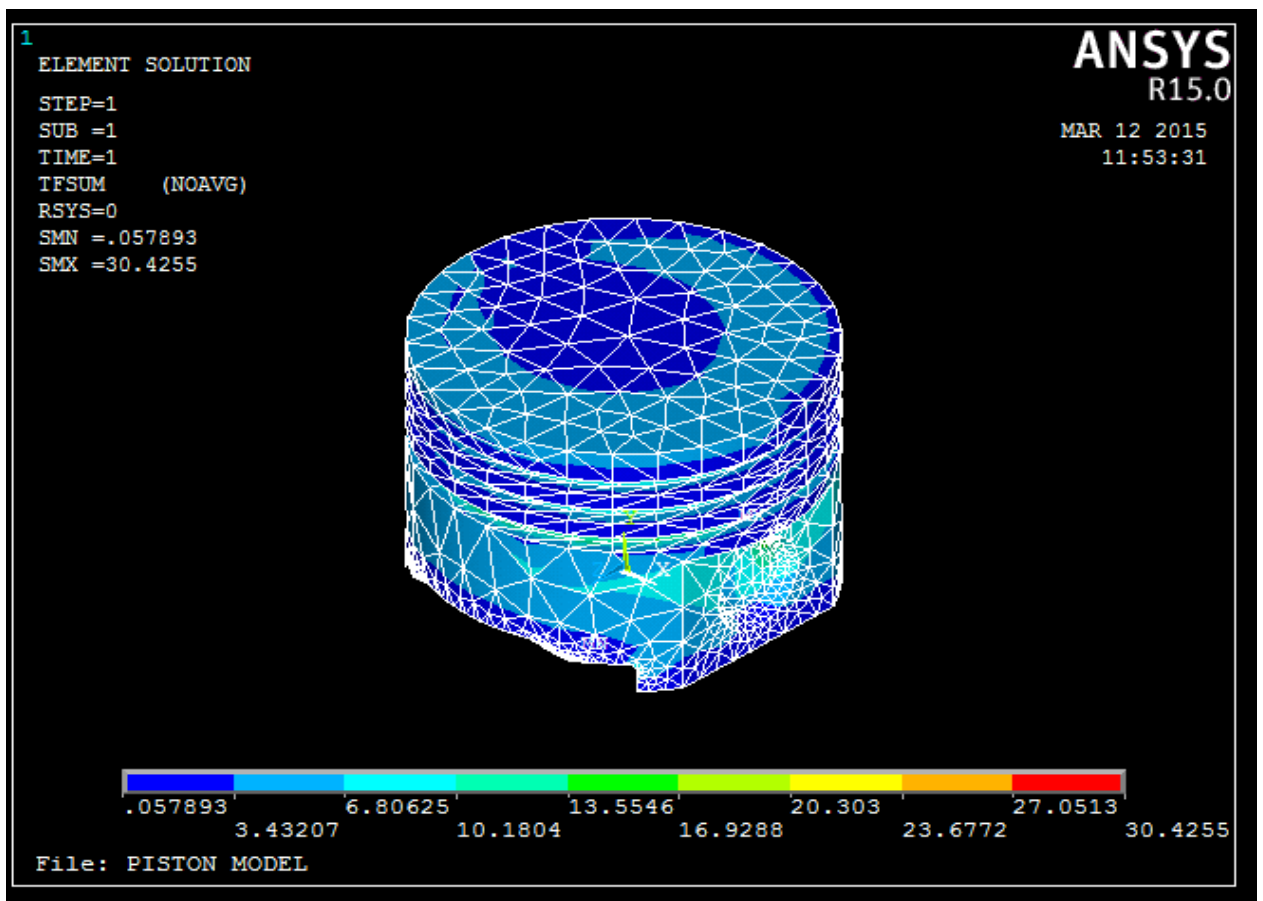 1
ELEMENT SOLUTION
STEP=1
SUB =1
TIME=1
TFSUM (NOAVG)
RSYS=0
SMN =.057893
SMX =30.4255
ANSYS
R15.0
MAR 12 2015
11:53:31
Y
Z X
.057893 6.80625 13.5546 20.303 27.0513
3.43207 10.1804 16.9288 23.6772 30.4255
File: PISTON MODEL